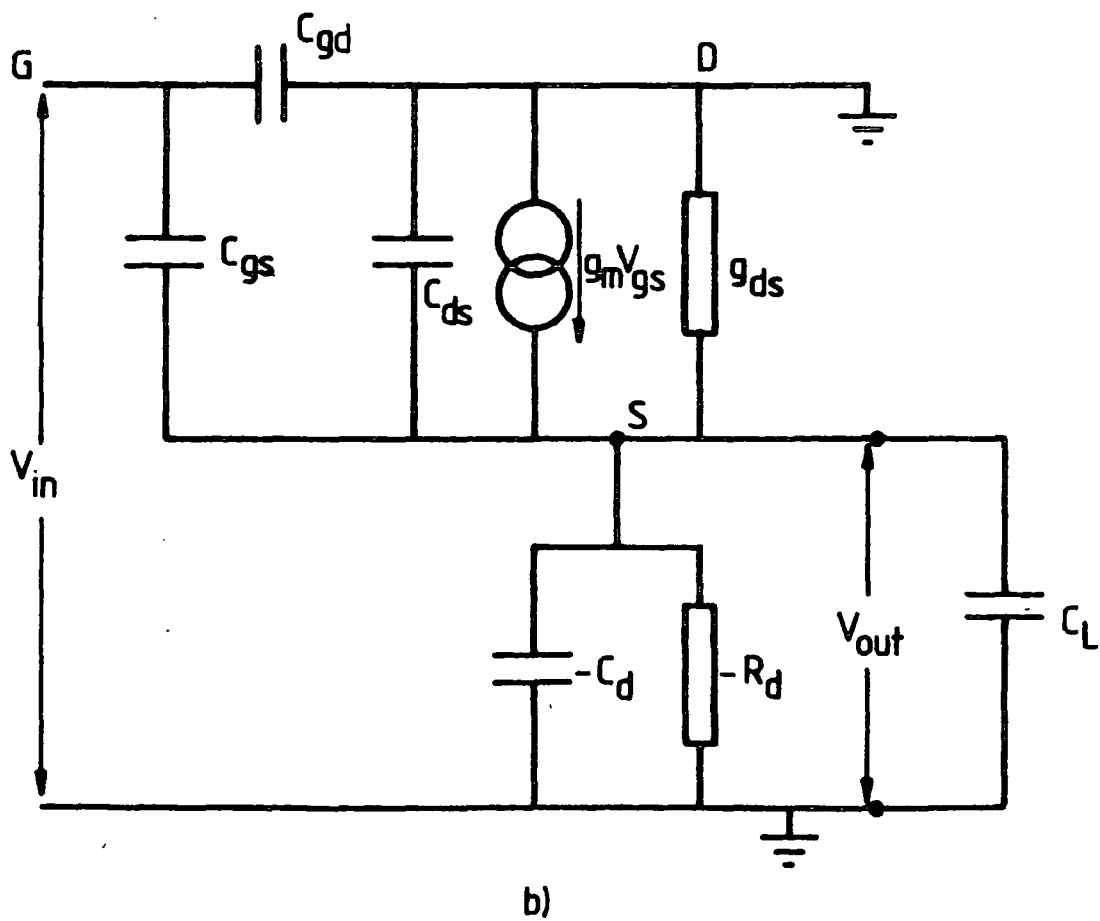 C_gd
G
D
C_gs
C_ds
g_mV_gs
g_ds
S
V_in
V_out
C_L
-C_d
-R_d
b)